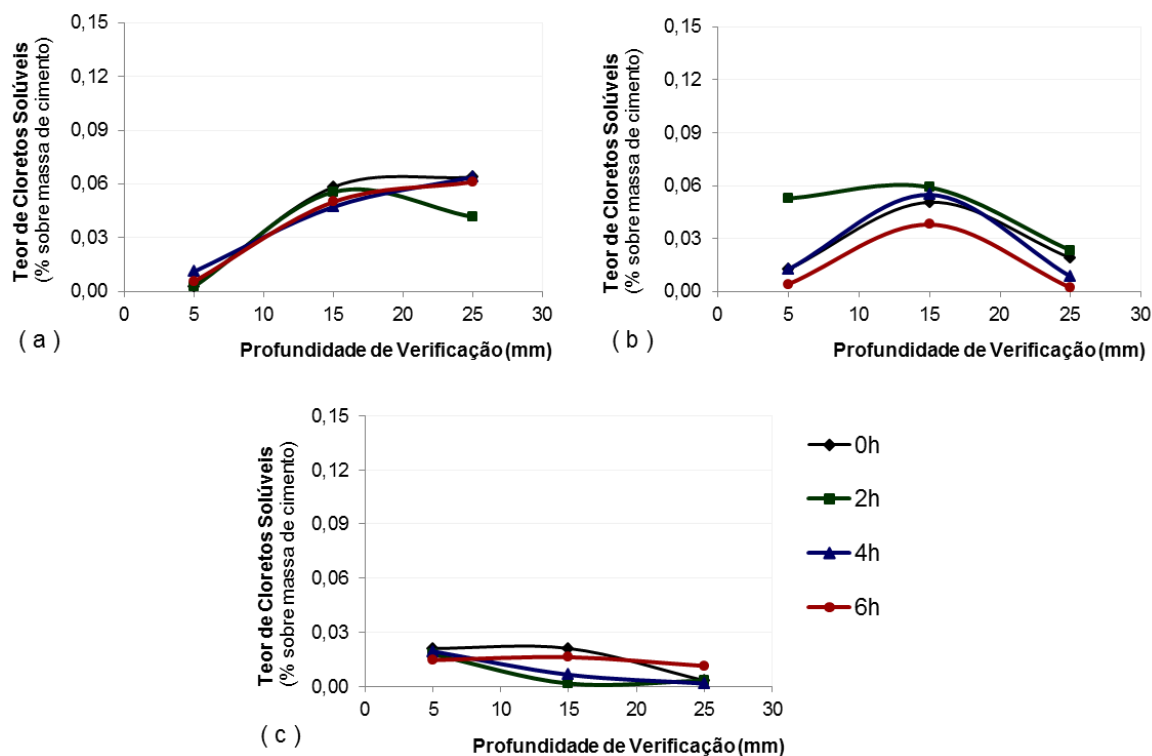 Teor de Cloretos Solúveis
(% sobre massa de cimento)
0,15
0,12
0,09
0,06
0,03
0,00
0 5 10 15 20 25 30
Profundidade de Verificação (mm)
( a )
Teor de Cloretos Solúveis
(% sobre massa de cimento)
0,15
0,12
0,09
0,06
0,03
0,00
0 5 10 15 20 25 30
Profundidade de Verificação (mm)
( b )
Teor de Cloretos Solúveis
(% sobre massa de cimento)
0,15
0,12
0,09
0,06
0,03
0,00
0 5 10 15 20 25 30
Profundidade de Verificação (mm)
( c )
0h
2h
4h
6h